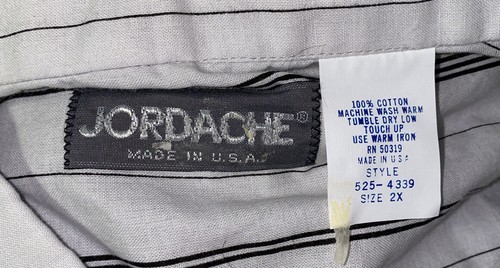 JORDACHE®
MADE IN U.S.A.
100% COTTON
MACHINE WASH WARM
TUMBLE DRY LOW
TOUCH UP
USE WARM IRON
RN 50319
MADE IN USA
STYLE
525-4339
SIZE 2X